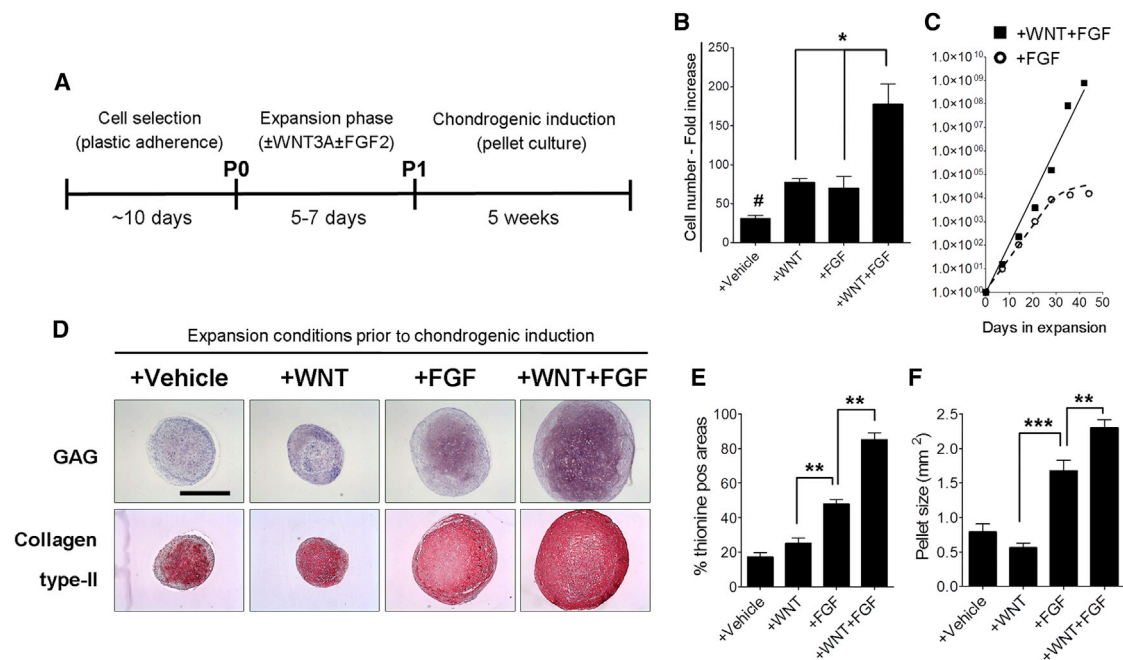 A
Cell selection
(plastic adherence)
Expansion phase
(±WNT3A±FGF2)
Chondrogenic induction
(pellet culture)
P0
P1
~10 days
5-7 days
5 weeks
B
Cell number - Fold increase
250
200
150
100
50
0
#
*
+Vehicle
+WNT
+FGF
+WNT+FGF
C
+WNT+FGF
+FGF
1.0×10 10
1.0×10 09
1.0×10 08
1.0×10 07
1.0×10 06
1.0×10 05
1.0×10 04
1.0×10 03
1.0×10 02
1.0×10 01
1.0×10 00
0 10 20 30 40 50
Days in expansion
D
Expansion conditions prior to chondrogenic induction
+Vehicle +WNT +FGF +WNT+FGF
GAG
Collagen
type-II
E
% thionine pos areas
100
80
60
40
20
0
**
**
+Vehicle
+WNT
+FGF
+WNT+FGF
F
Pellet size (mm 2)
2.5
2.0
1.5
1.0
0.5
0.0
***
**
+Vehicle
+WNT
+FGF
+WNT+FGF